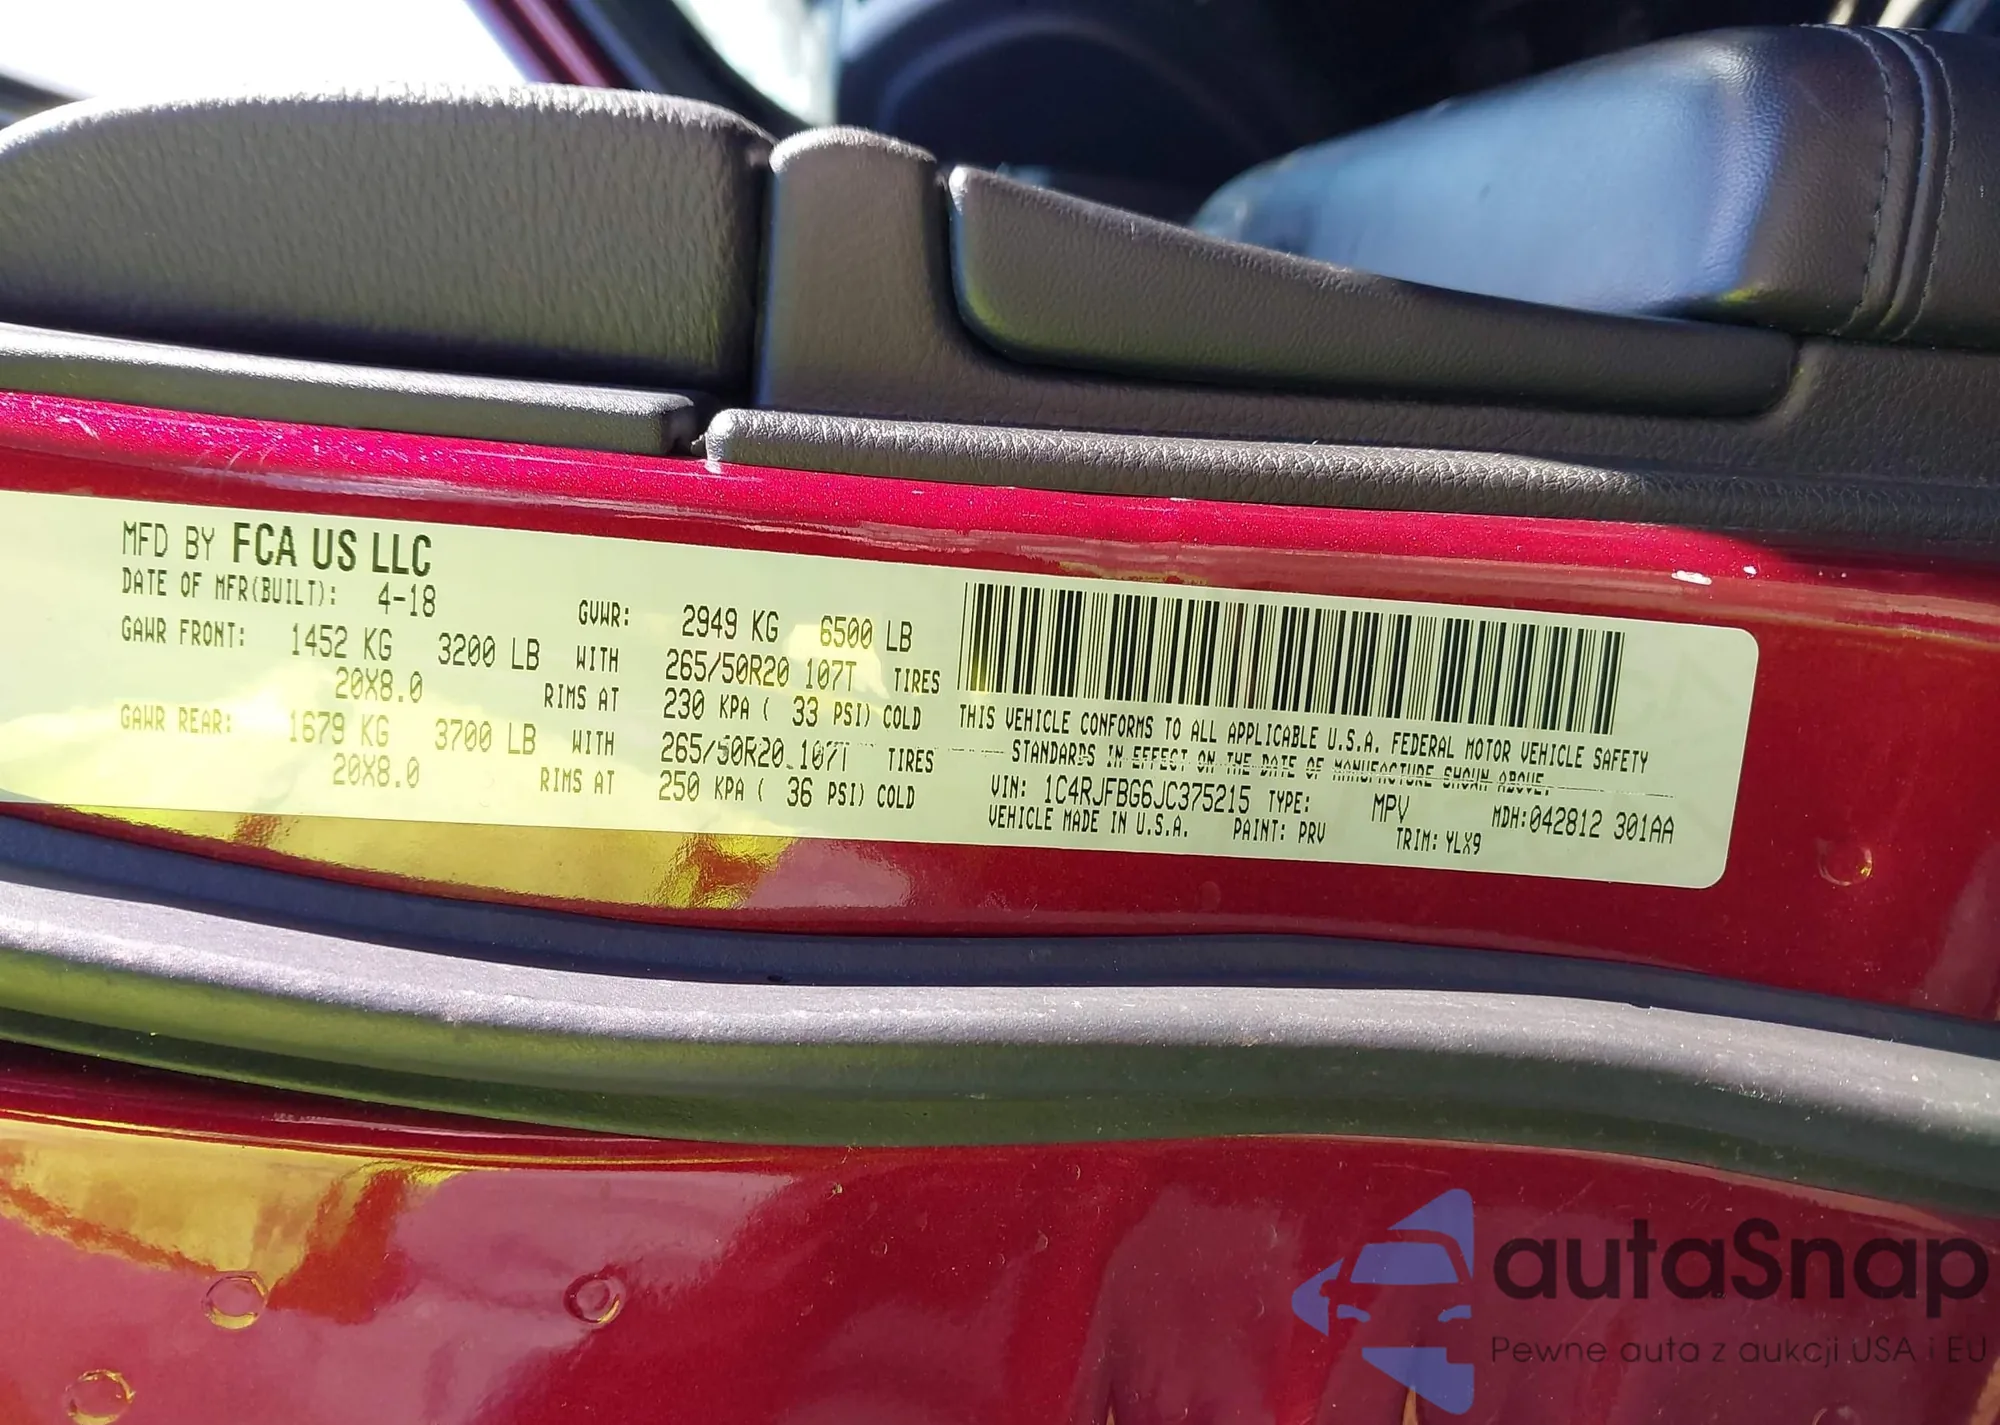 MFD BY FCA US LLC
DATE OF MFR(BUILT): 4-18 GVWR: 2949 KG 6500 LB
GAWR FRONT: 1452 KG 3200 LB WITH 265/50R20 107T TIRES
20X8.0 RIMS AT 230 KPA ( 33 PSI) COLD
GAWR REAR: 1679 KG 3700 LB WITH 265/50R20 107T TIRES
20X8.0 RIMS AT 250 KPA ( 36 PSI) COLD
THIS VEHICLE CONFORMS TO ALL APPLICABLE U.S.A. FEDERAL MOTOR VEHICLE SAFETY
STANDARDS IN EFFECT ON THE DATE OF MANUFACTURE SHOWN ABOVE.
VIN: 1C4RJFBG6JC375215 TYPE: MPV MDH:042812 301AA
VEHICLE MADE IN U.S.A. PAINT: PRV TRIM: YLX9
autaSnap
Pewne auta z aukcji USA i EU